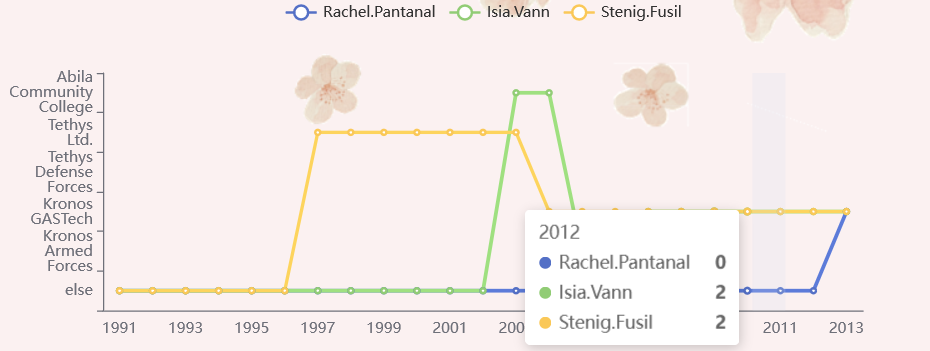 Rachel.Pantanal Isia.Vann Stenig.Fusil
Abila
Community
College
Tethys
Ltd.
Tethys
Defense
Forces
Kronos
GASTech
Kronos
Armed
Forces
else
2012
Rachel.Pantanal 0
Isia.Vann 2
Stenig.Fusil 2
1991 1993 1995 1997 1999 2001 200 2011 2013